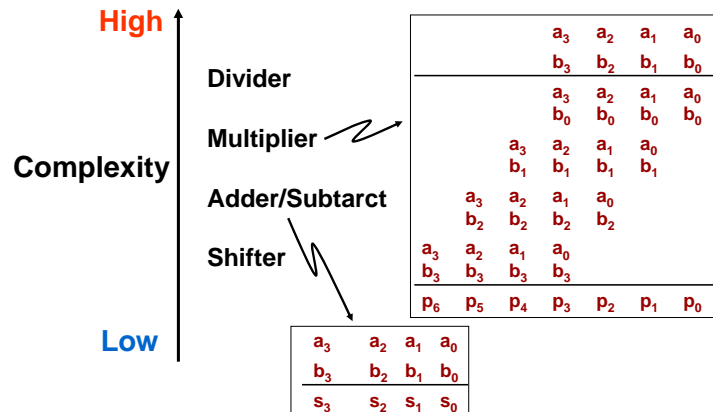 High
Divider
Multiplier
Complexity
Adder/Subtarct
Shifter
Low
a₃ a₂ a₁ a₀
b₃ b₂ b₁ b₀
a₃ a₂ a₁ a₀
b₀ b₀ b₀ b₀
a₃ a₂ a₁ a₀
b₁ b₁ b₁ b₁
a₃ a₂ a₁ a₀
b₂ b₂ b₂ b₂
a₃ a₂ a₁ a₀
b₃ b₃ b₃ b₃
p₆ p₅ p₄ p₃ p₂ p₁ p₀
a₃ a₂ a₁ a₀
b₃ b₂ b₁ b₀
s₃ s₂ s₁ s₀